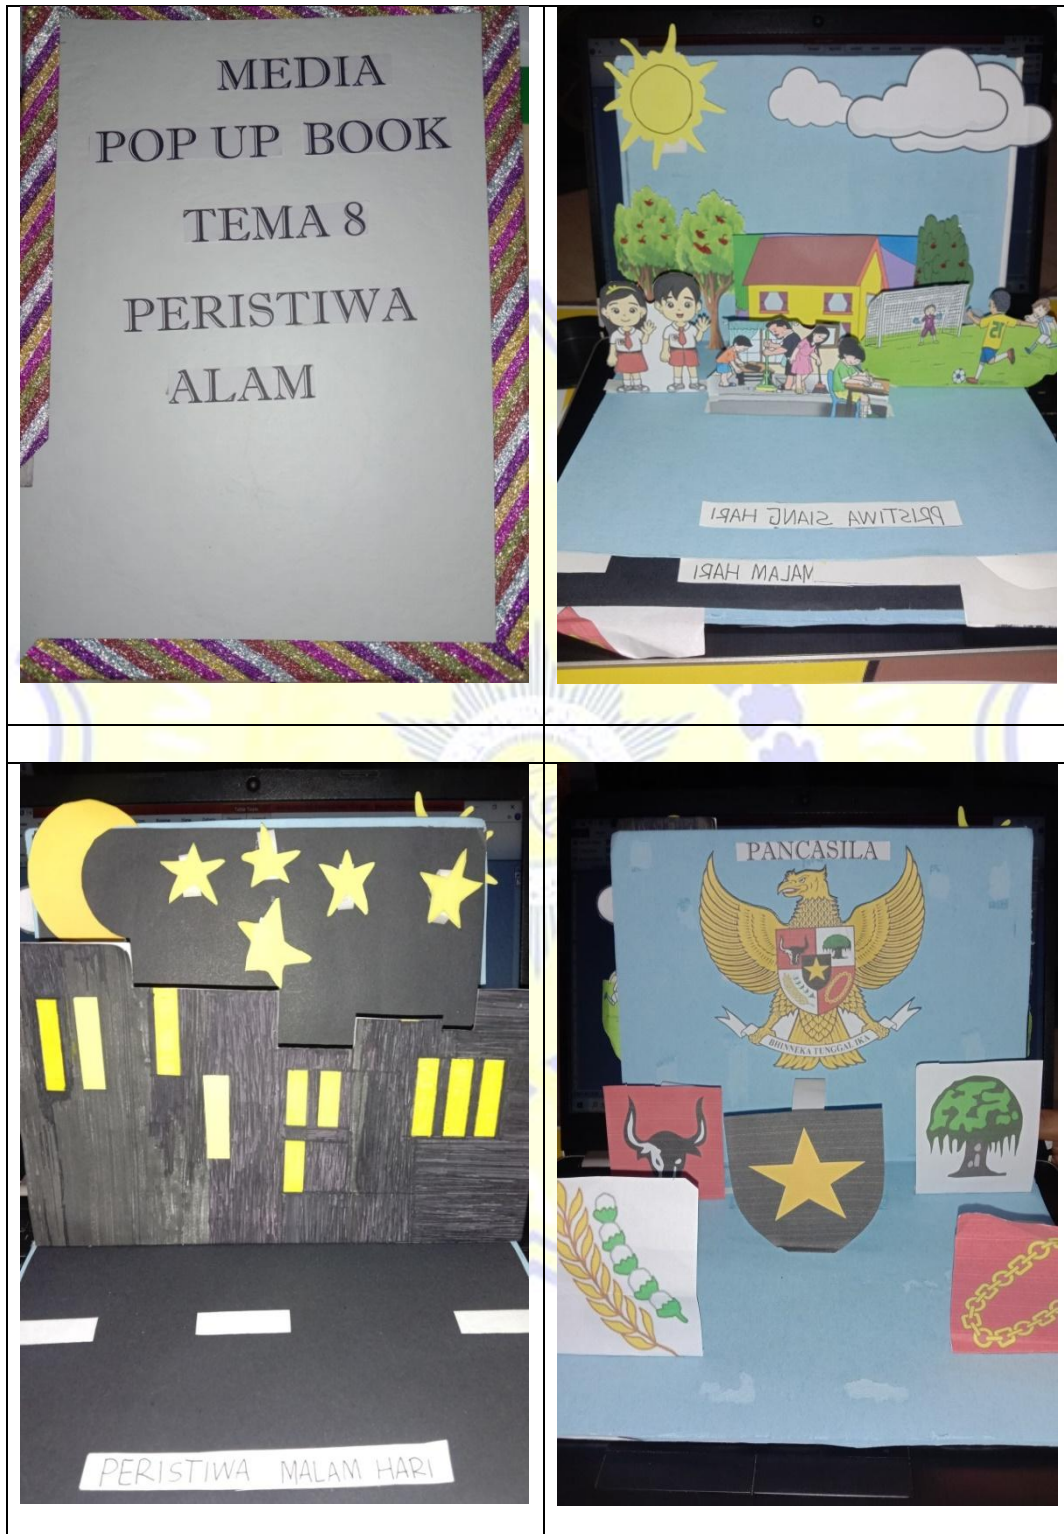 MEDIA
POP UP BOOK
TEMA 8
PERISTIWA
ALAM
PRISTIWA SIANG HARI
MALAM HARI
PERISTIWA MALAM HARI
PANCASILA
BHINNEKA TUNGGAL IKA